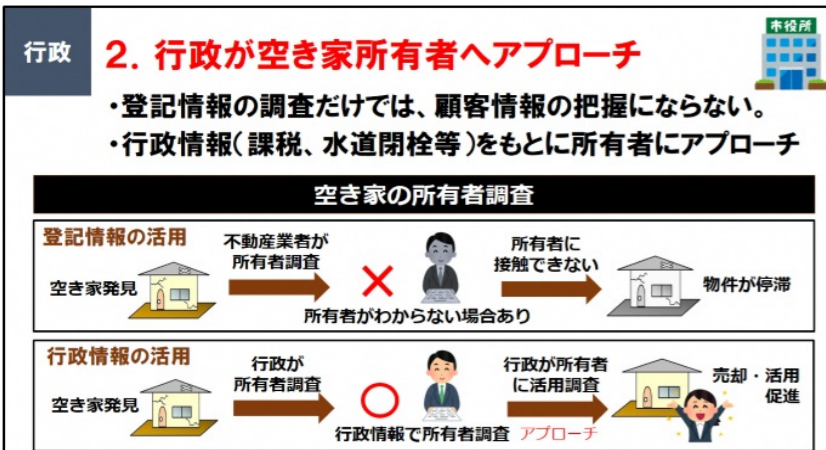 行政
2. 行政が空き家所有者へアプローチ
市役所
・登記情報の調査だけでは、顧客情報の把握にならない。
・行政情報（課税、水道閉栓等）をもとに所有者にアプローチ
空き家の所有者調査
登記情報の活用
空き家発見
不動産業者が
所有者調査
所有者がわからない場合あり
所有者に
接触できない
物件が停滞
行政情報の活用
空き家発見
行政が
所有者調査
行政情報で所有者調査
行政が所有者
に活用調査
アプローチ
売却・活用
促進